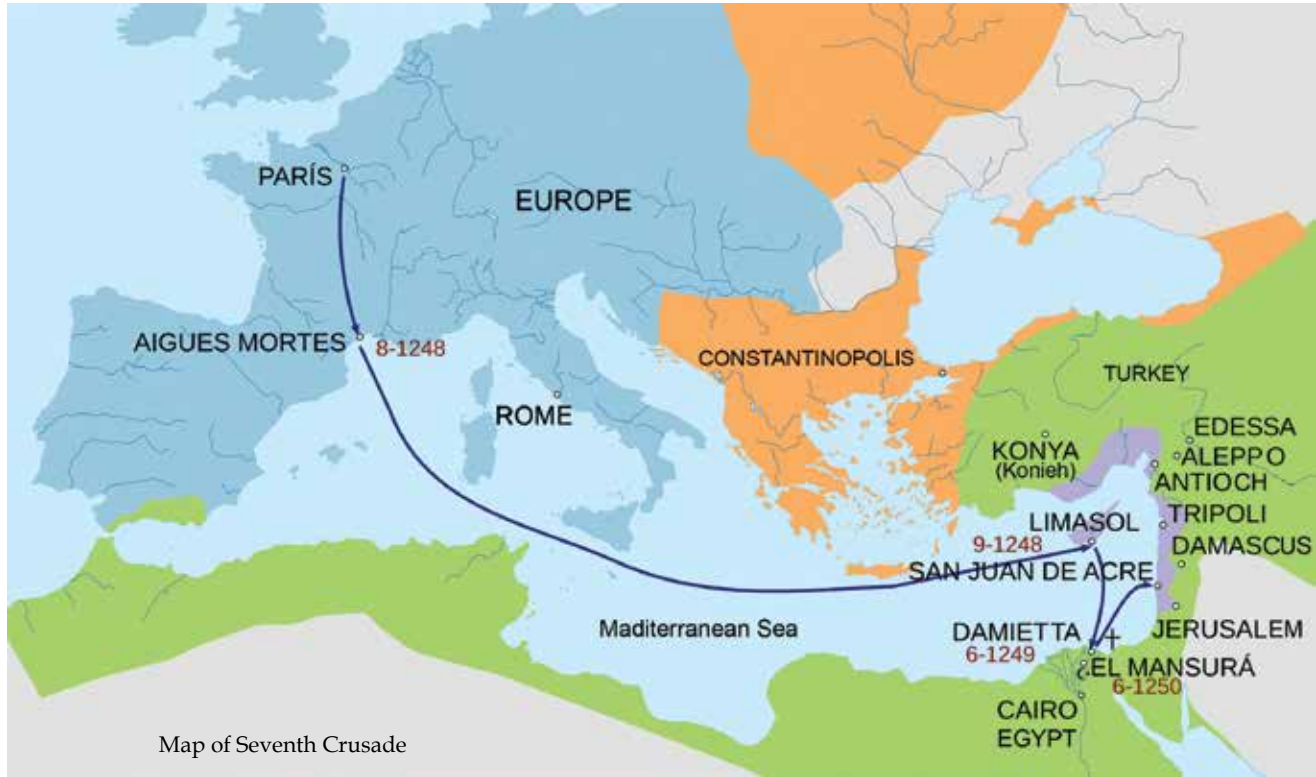 PARÍS
EUROPE
AIGUES MORTES
8-1248
ROME
CONSTANTINOPOLIS
TURKEY
KONYA
(Konieh)
EDESSA
ALEPPO
ANTIOCH
LIMASOL
TRIPOLI
9-1248
DAMASCUS
SAN JUAN DE ACRE
Maditerranean Sea
DAMIETTA
JERUSALEM
6-1249
EL MANSURÁ
6-1250
CAIRO
EGYPT
Map of Seventh Crusade